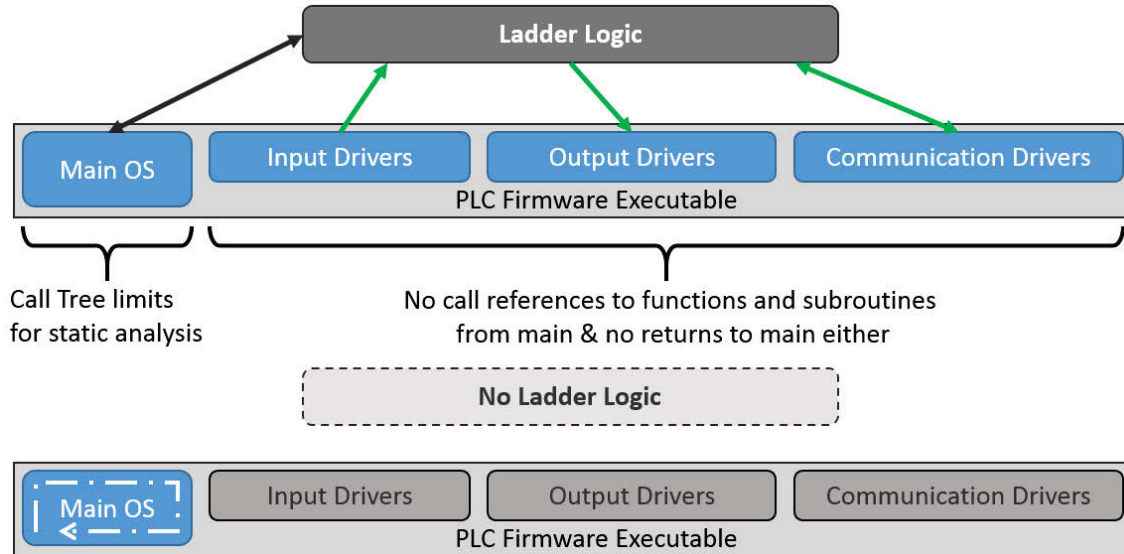 Ladder Logic
Main OS
Input Drivers
Output Drivers
Communication Drivers
PLC Firmware Executable
Call Tree limits
for static analysis
No call references to functions and subroutines
from main & no returns to main either
No Ladder Logic
Main OS
Input Drivers
Output Drivers
Communication Drivers
PLC Firmware Executable